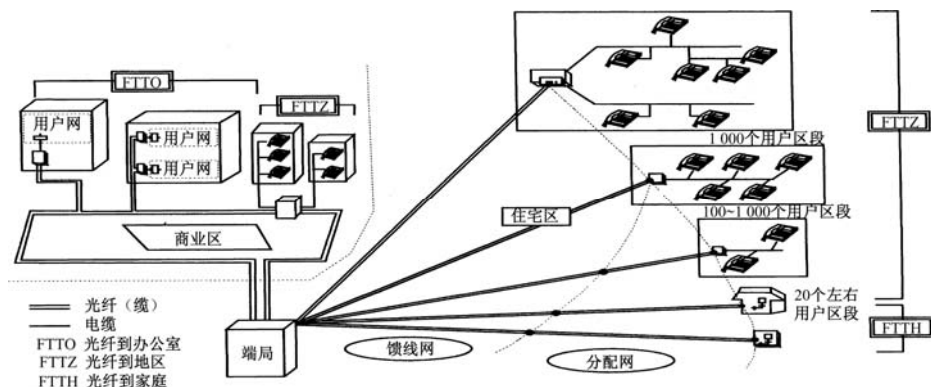 FTTO
FTTZ
用户网
用户网
用户网
商业区
端局
光纤（缆）
电缆
FTTO 光纤到办公室
FTTZ 光纤到地区
FTTH 光纤到家庭
馈线网
分配网
住宅区
1 000个用户区段
100~1 000个用户区段
20个左右
用户区段
FTTZ
FTTH